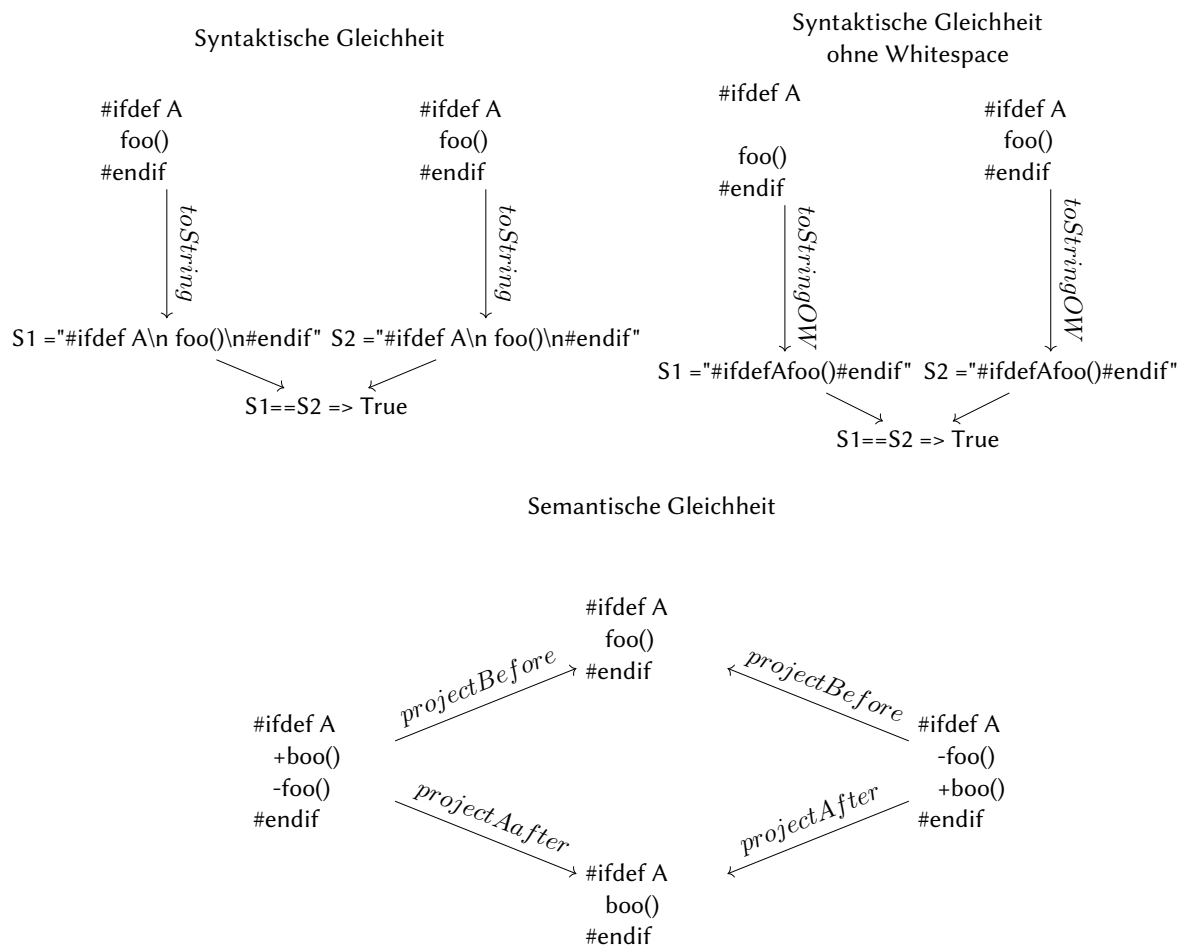 Syntaktische Gleichheit
#ifdef A
foo()
#endif
#ifdef A
foo()
#endif
toString
toString
S1 ="#ifdef A\n foo()\n#endif"
S2 ="#ifdef A\n foo()\n#endif"
S1==S2 => True
Syntaktische Gleichheit
ohne Whitespace
#ifdef A
foo()
#endif
#ifdef A
foo()
#endif
toStringOW
toStringOW
S1 ="#ifdefAfoo()#endif"
S2 ="#ifdefAfoo()#endif"
S1==S2 => True
Semantische Gleichheit
#ifdef A
foo()
#endif
projectBefore
projectBefore
#ifdef A
+boo()
-foo()
#endif
#ifdef A
-foo()
+boo()
#endif
projectAafter
projectAfter
#ifdef A
boo()
#endif